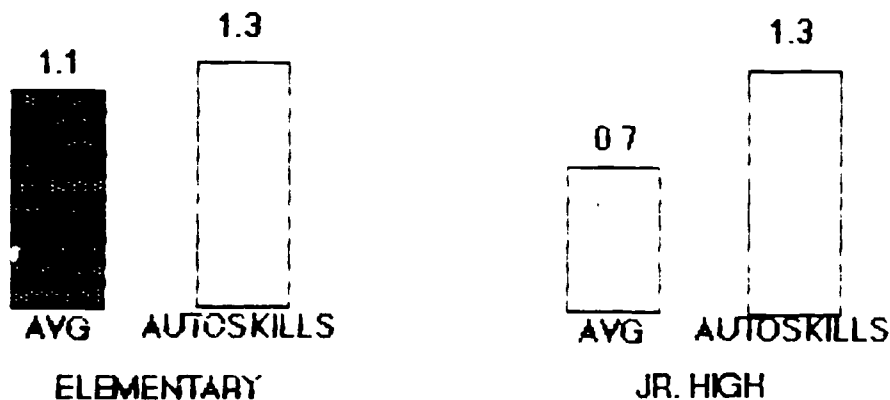 1.1
1.3
AVG
AUTOSKILLS
ELEMENTARY
0 7
1.3
AVG
AUTOSKILLS
JR. HIGH